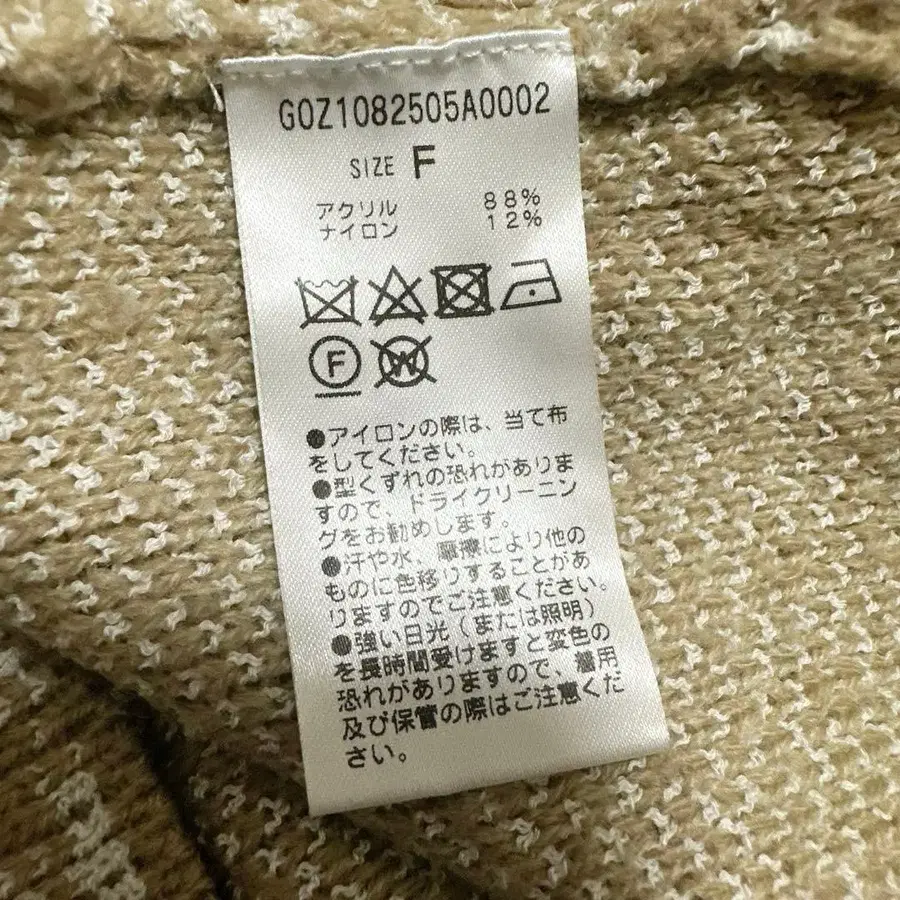 G0Z1082505A0002
SIZE F
アクリル 88%
ナイロン 12%
F W
●アイロンの際は、当て布
をしてください。
●型くずれの恐れがありま
すので、ドライクリーニン
グをお勧めします。
●汗や水、摩擦により他の
ものに色移りすることがあ
りますのでご注意ください。
●強い日光(または照明)
を長時間受けますと変色の
恐れがありますので、着用
及び保管の際はご注意くだ
さい。